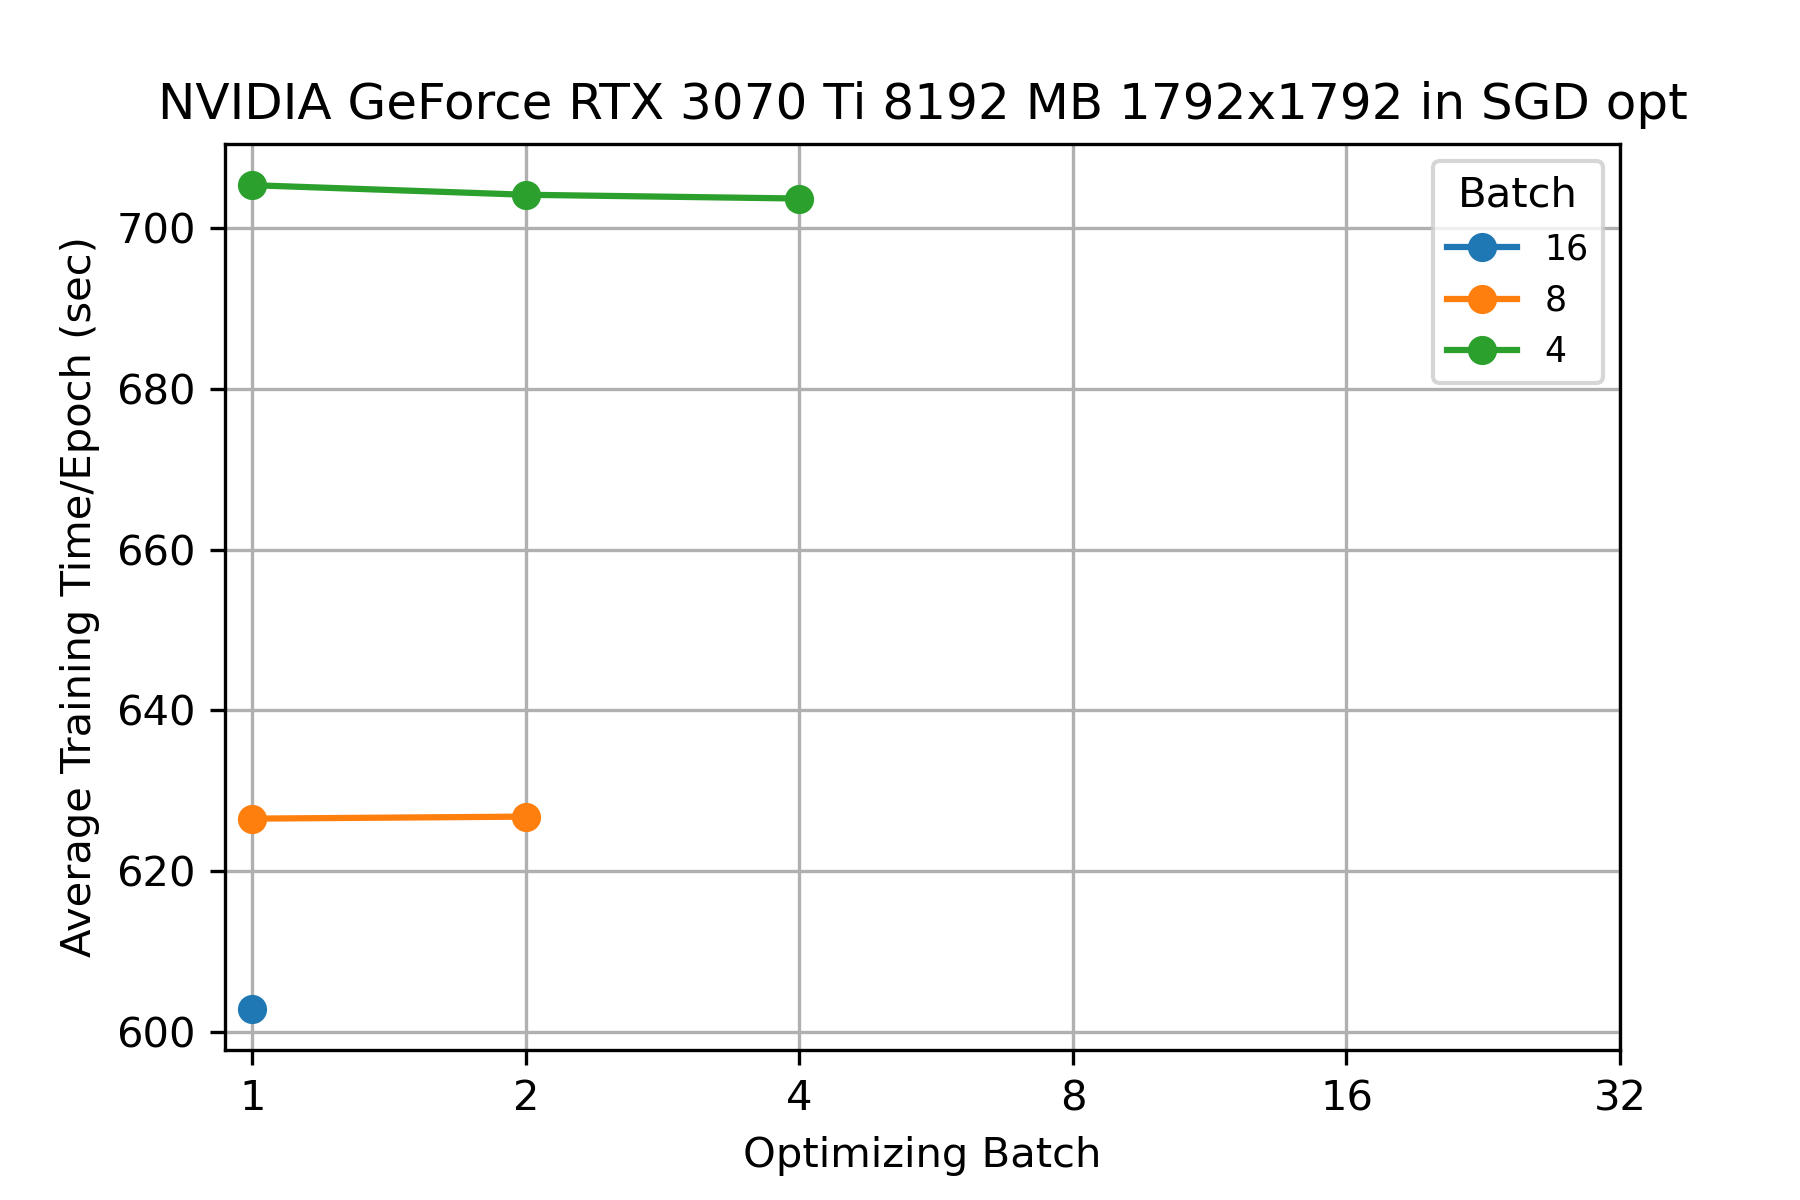 NVIDIA GeForce RTX 3070 Ti 8192 MB 1792x1792 in SGD opt
Batch
16
8
4
Average Training Time/Epoch (sec)
700
680
660
640
620
600
1 2 4 8 16 32
Optimizing Batch